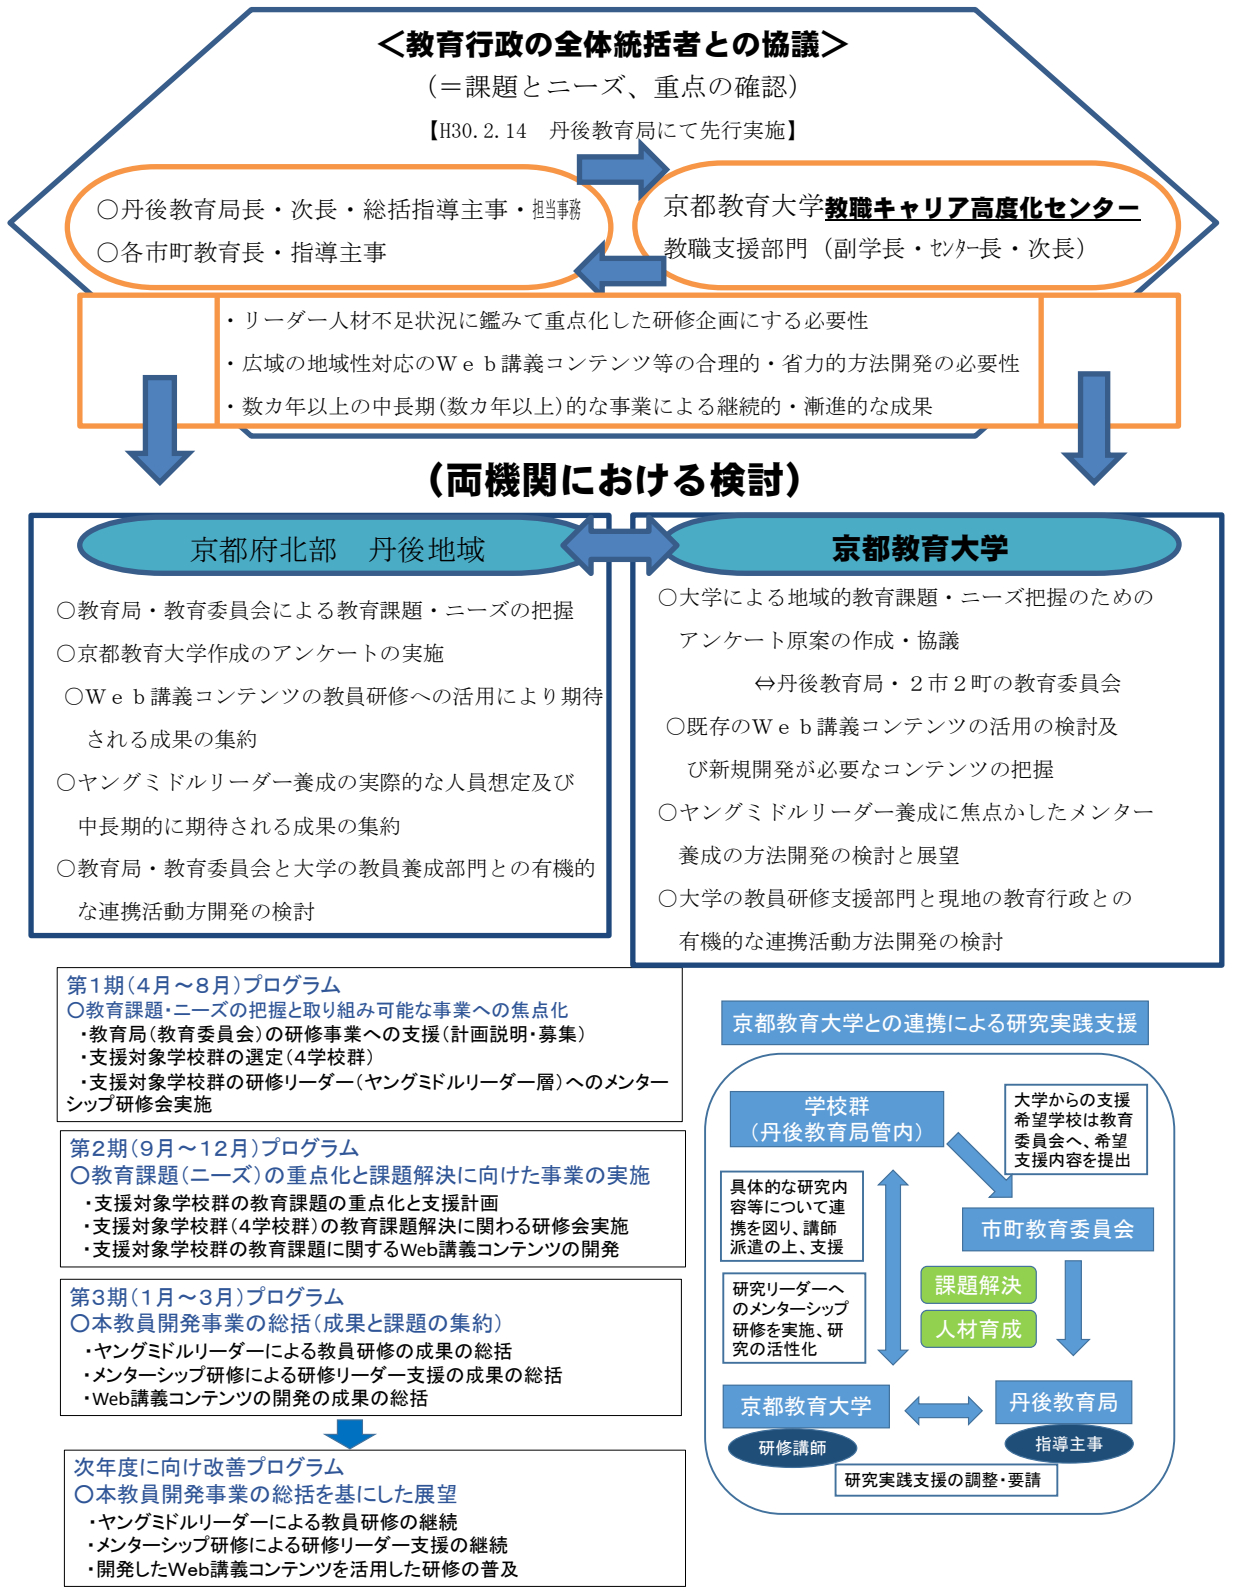 ＜教育行政の全体統括者との協議＞
（＝課題とニーズ、重点の確認）
【H30.2.14　丹後教育局にて先行実施】
○丹後教育局長・次長・総括指導主事・担当事務
○各市町教育長・指導主事
京都教育大学教職キャリア高度化センター
教職支援部門（副学長・センター長・次長）
・リーダー人材不足状況に鑑みて重点化した研修企画にする必要性
・広域の地域性対応のWeb講義コンテンツ等の合理的・省力的方法開発の必要性
・数カ年以上の中長期(数カ年以上)的な事業による継続的・漸進的な成果
（両機関における検討）
京都府北部　丹後地域
○教育局・教育委員会による教育課題・ニーズの把握
○京都教育大学作成のアンケートの実施
○Web講義コンテンツの教員研修への活用により期待
される成果の集約
○ヤングミドルリーダー養成の実際的な人員想定及び
中長期的に期待される成果の集約
○教育局・教育委員会と大学の教員養成部門との有機的
な連携活動方開発の検討
京都教育大学
○大学による地域的教育課題・ニーズ把握のための
アンケート原案の作成・協議
⇔丹後教育局・２市２町の教育委員会
○既存のWeb講義コンテンツの活用の検討及
び新規開発が必要なコンテンツの把握
○ヤングミドルリーダー養成に焦点かしたメンター
養成の方法開発の検討と展望
○大学の教員研修支援部門と現地の教育行政との
有機的な連携活動方法開発の検討
第１期（４月～８月）プログラム
○教育課題・ニーズの把握と取り組み可能な事業への焦点化
・教育局（教育委員会）の研修事業への支援（計画説明・募集）
・支援対象学校群の選定（４学校群）
・支援対象学校群の研修リーダー（ヤングミドルリーダー層）へのメンター
シップ研修会実施
第２期（９月～１２月）プログラム
○教育課題（ニーズ）の重点化と課題解決に向けた事業の実施
・支援対象学校群の教育課題の重点化と支援計画
・支援対象学校群（４学校群）の教育課題解決に関わる研修会実施
・支援対象学校群の教育課題に関するWeb講義コンテンツの開発
第３期（１月～３月）プログラム
○本教員開発事業の総括（成果と課題の集約）
・ヤングミドルリーダーによる教員研修の成果の総括
・メンターシップ研修による研修リーダー支援の成果の総括
・Web講義コンテンツの開発の成果の総括
次年度に向け改善プログラム
○本教員開発事業の総括を基にした展望
・ヤングミドルリーダーによる教員研修の継続
・メンターシップ研修による研修リーダー支援の継続
・開発したWeb講義コンテンツを活用した研修の普及
京都教育大学との連携による研究実践支援
学校群
（丹後教育局管内）
大学からの支援
希望学校は教育
委員会へ、希望
支援内容を提出
具体的な研究内
容等について連
携を図り、講師
派遣の上、支援
市町教育委員会
研究リーダーへ
のメンターシップ
研修を実施、研
究の活性化
課題解決
人材育成
京都教育大学
研修講師
丹後教育局
指導主事
研究実践支援の調整・要請